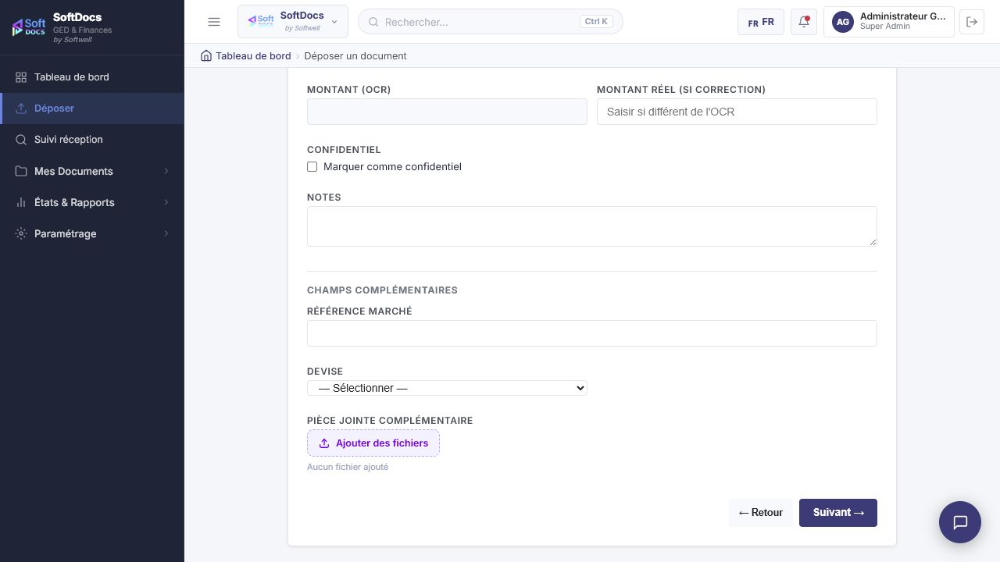 Soft
DOCS
SoftDocs
GED & Finances
by Softwell
Tableau de bord
Déposer
Suivi réception
Mes Documents
États & Rapports
Paramétrage
Soft
DOCS
SoftDocs
by Softwell
Rechercher...
Ctrl K
FR FR
AG
Administrateur G...
Super Admin
Tableau de bord › Déposer un document
MONTANT (OCR)
MONTANT RÉEL (SI CORRECTION)
Saisir si différent de l'OCR
CONFIDENTIEL
Marquer comme confidentiel
NOTES
CHAMPS COMPLÉMENTAIRES
RÉFÉRENCE MARCHÉ
DEVISE
— Sélectionner —
PIÈCE JOINTE COMPLÉMENTAIRE
Ajouter des fichiers
Aucun fichier ajouté
← Retour
Suivant →